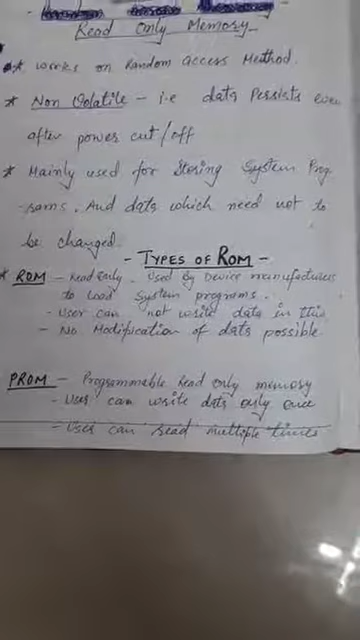 Read Only Memory
* Works on Random access Method.
* Non Volatile - i.e data Persists even
after power cut/off
* Mainly used for Storing System Prog-
-rams. And data which need not to
be changed.
- TYPES OF ROM -
* ROM - Read only. Used by Device manufacturers
to load System programs.
- User can not write data in this
- No Modification of data possible
PROM - Programmable Read only memory
- User can write data only once
- User can read multiple times